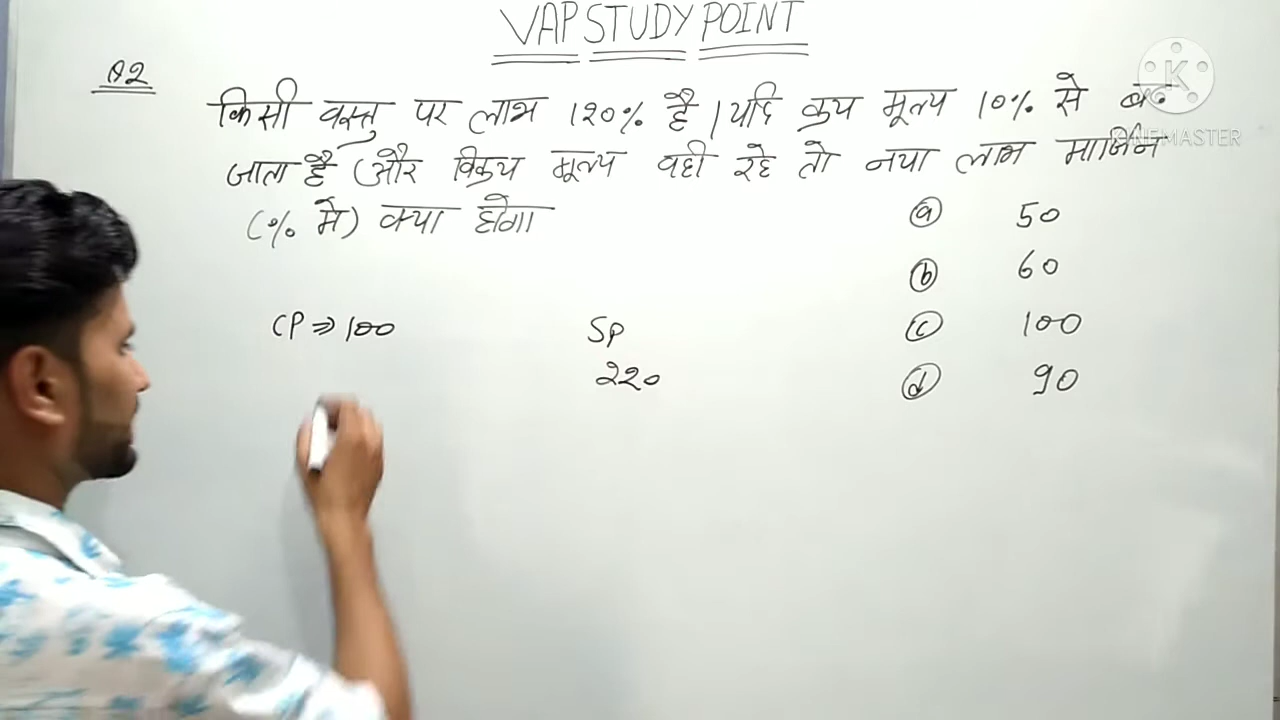 VAP STUDY POINT
Q2
किसी वस्तु पर लाभ 120% है | यदि क्रय मूल्य 10% से बढ़
जाता है और विक्रय मूल्य वही रहे तो नया लाभ मार्जिन
(% में) क्या होगा
(a) 50
(b) 60
(c) 100
(d) 90
CP ⇒ 100
SP
220
K
KINEMASTER